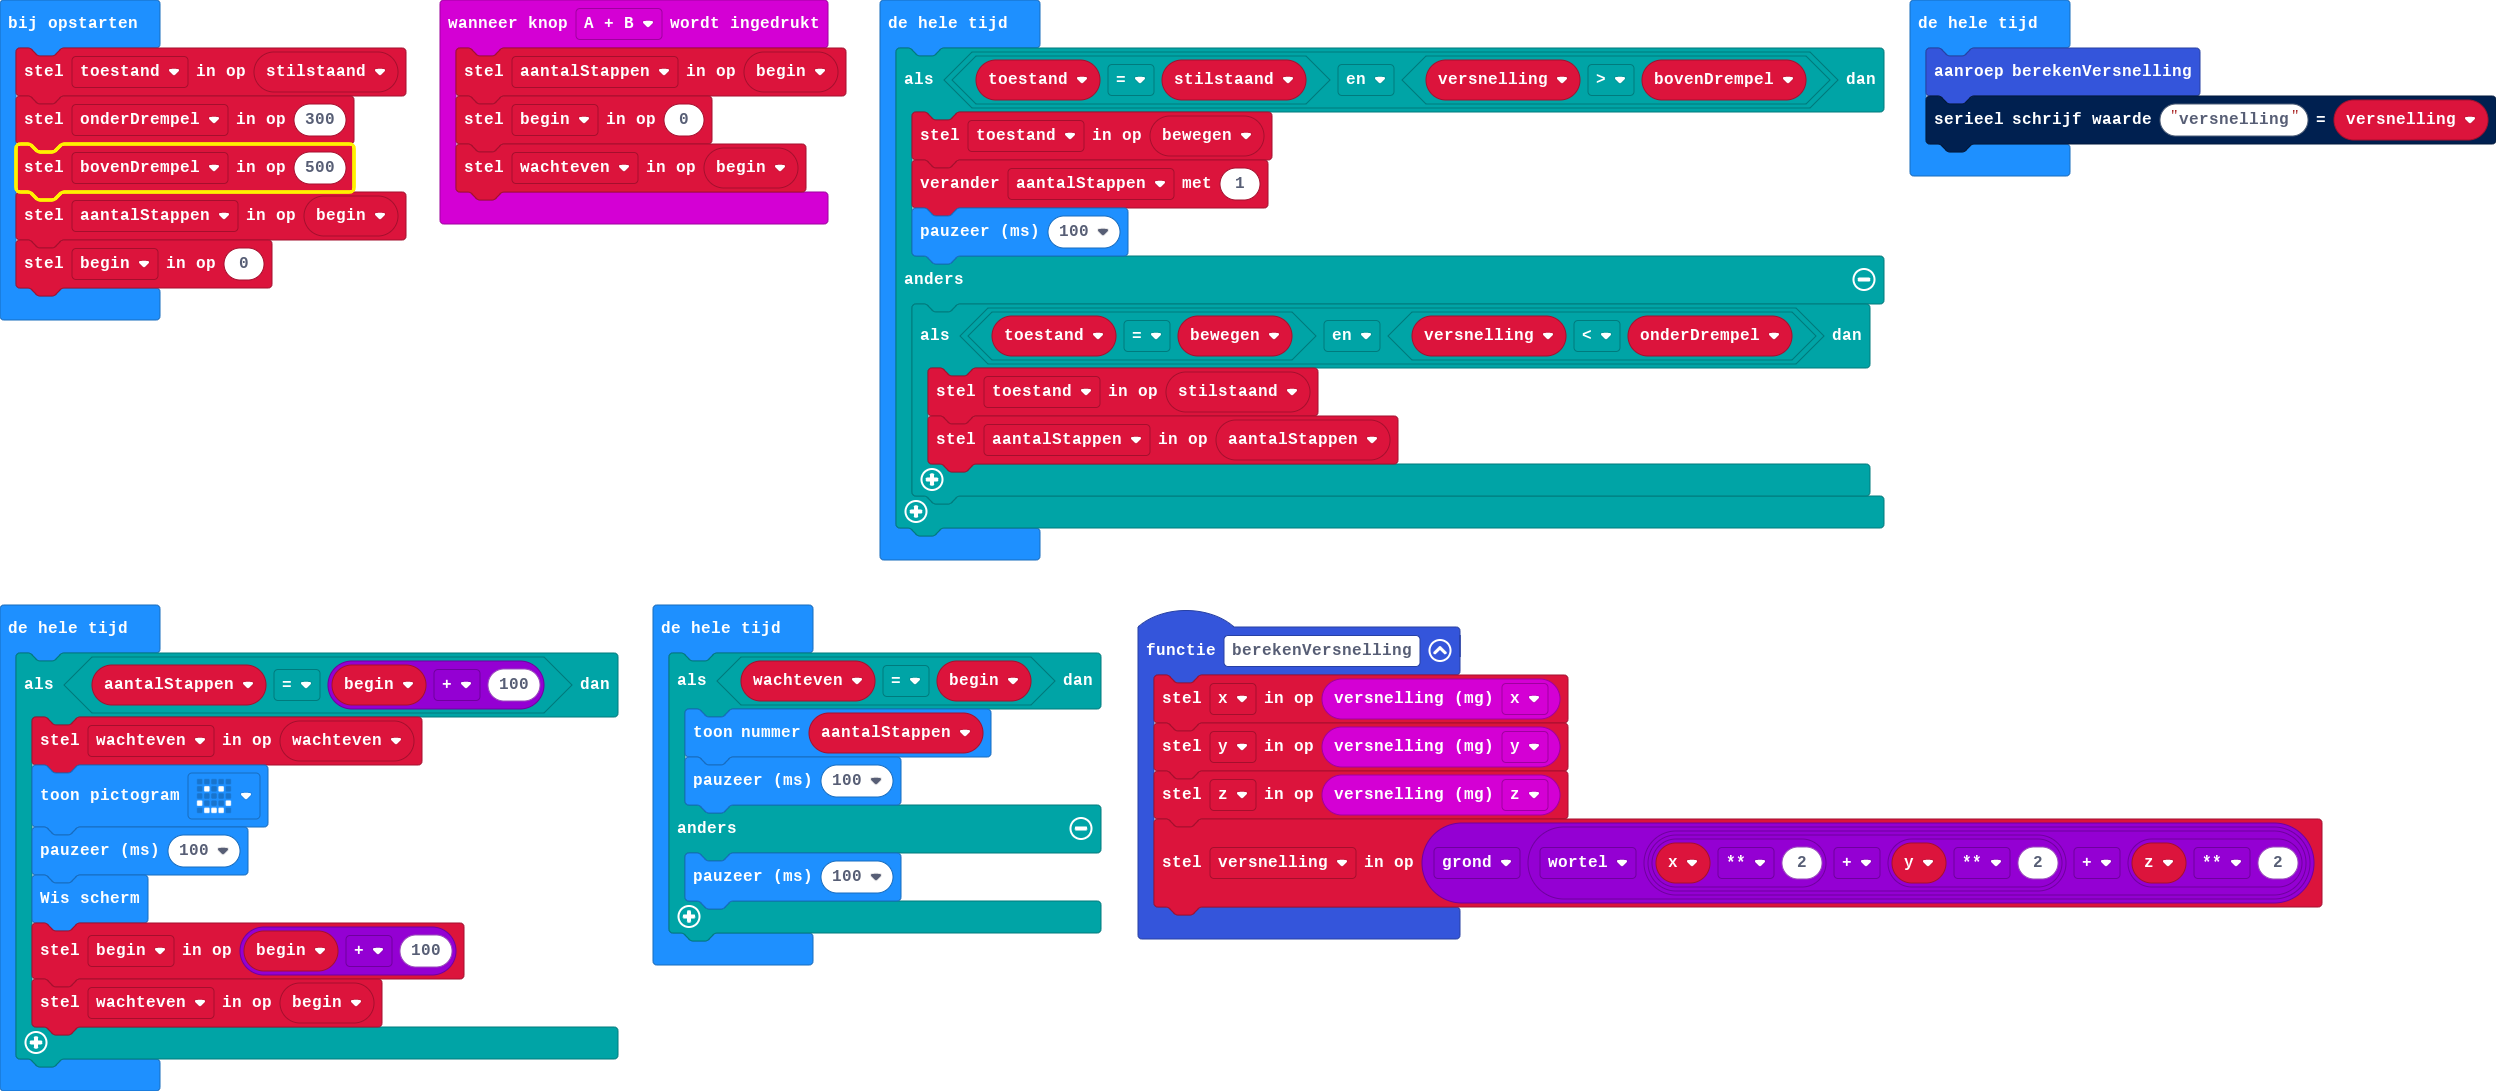 bij opstarten
stel toestand in op stilstaand
stel onderDrempel in op 300
stel bovenDrempel in op 500
stel aantalStappen in op begin
stel begin in op 0
wanneer knop A + B wordt ingedrukt
stel aantalStappen in op begin
stel begin in op 0
stel wachteven in op begin
de hele tijd
als toestand = stilstaand en versnelling > bovenDrempel dan
stel toestand in op bewegen
verander aantalStappen met 1
pauzeer (ms) 100
anders
als toestand = bewegen en versnelling < onderDrempel dan
stel toestand in op stilstaand
stel aantalStappen in op aantalStappen
de hele tijd
aanroep berekenVersnelling
serieel schrijf waarde "versnelling" = versnelling
de hele tijd
als aantalStappen = begin + 100 dan
stel wachteven in op wachteven
toon pictogram
pauzeer (ms) 100
Wis scherm
stel begin in op begin + 100
stel wachteven in op begin
de hele tijd
als wachteven = begin dan
toon nummer aantalStappen
pauzeer (ms) 100
anders
pauzeer (ms) 100
functie berekenVersnelling
stel x in op versnelling (mg) x
stel y in op versnelling (mg) y
stel z in op versnelling (mg) z
stel versnelling in op grond wortel x ** 2 + y ** 2 + z ** 2